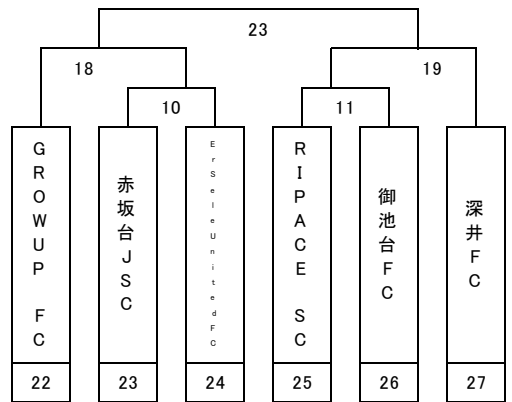 23
18
19
10
11
GROWUP FC
赤坂台JSC
ErSeleUnitedFC
RIPACE SC
御池台FC
深井FC
22
23
24
25
26
27